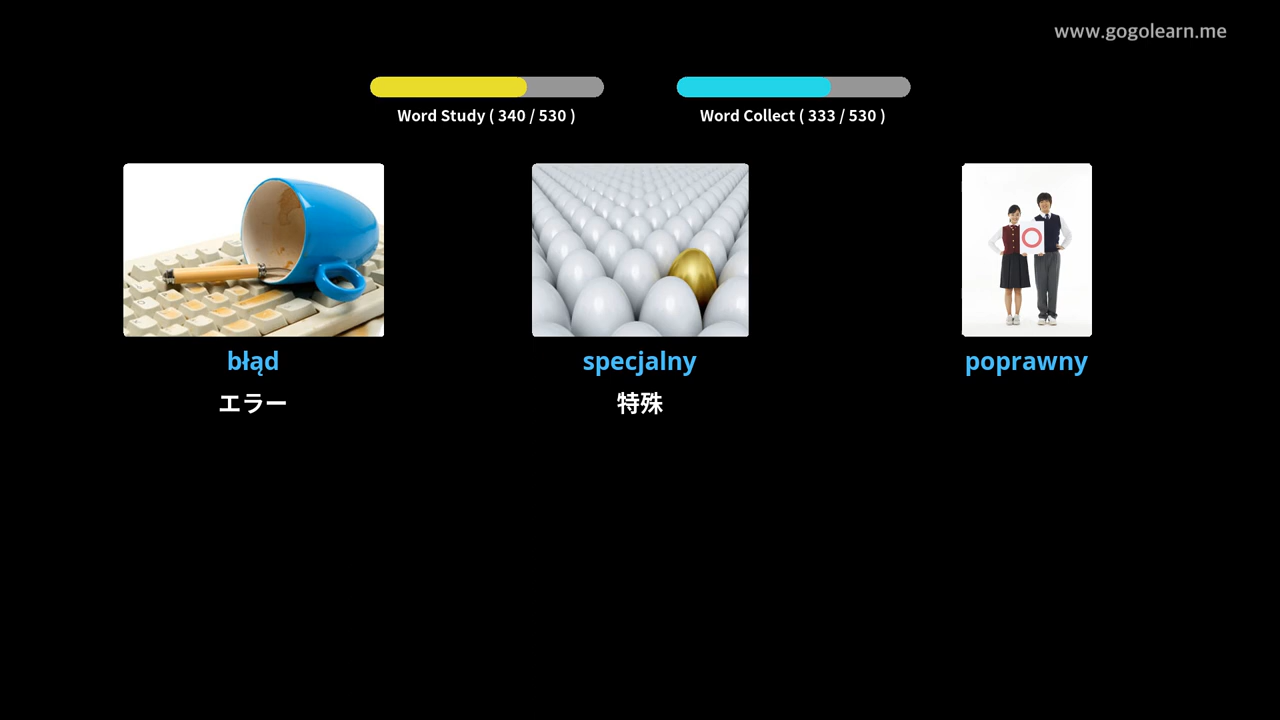 www.gogolearn.me
Word Study ( 340 / 530 )
Word Collect ( 333 / 530 )
błąd
specjalny
poprawny
エラー
特殊